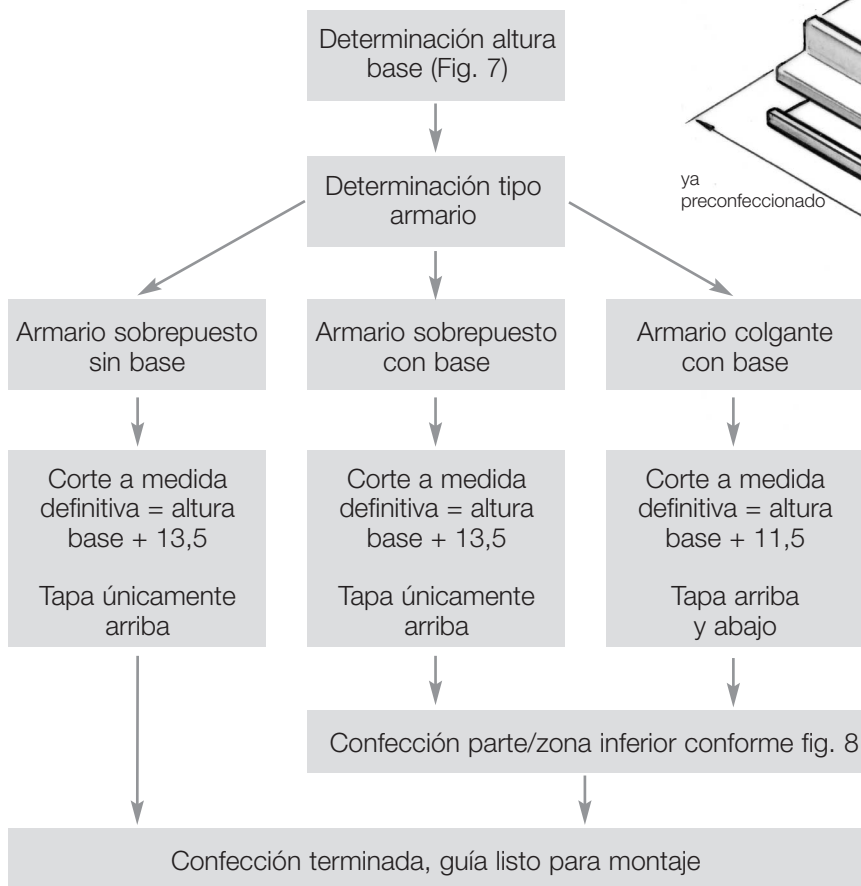 Determinación altura
base (Fig. 7)
ya
preconfeccionado
Determinación tipo
armario
Armario sobrepuesto
sin base
Armario sobrepuesto
con base
Armario colgante
con base
Corte a medida
definitiva = altura
base + 13,5
Tapa únicamente
arriba
Corte a medida
definitiva = altura
base + 13,5
Tapa únicamente
arriba
Corte a medida
definitiva = altura
base + 11,5
Tapa arriba
y abajo
Confección parte/zona inferior conforme fig. 8
Confección terminada, guía listo para montaje